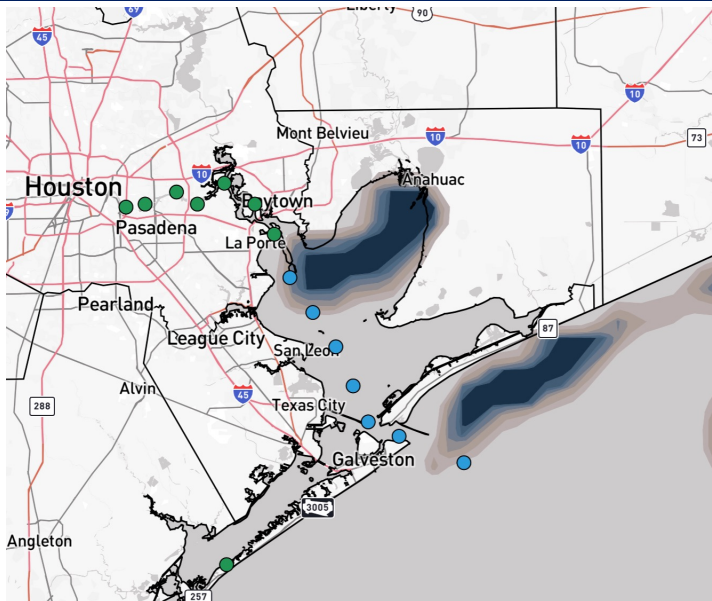 69
Liberty
90
45
10
10
73
Mont Belvieu
10
10
Houston
Anahuac
Baytown
Pasadena
La Porte
Pearland
87
League City
San Leon
Alvin
45
288
Texas City
Galveston
3005
Angleton
257